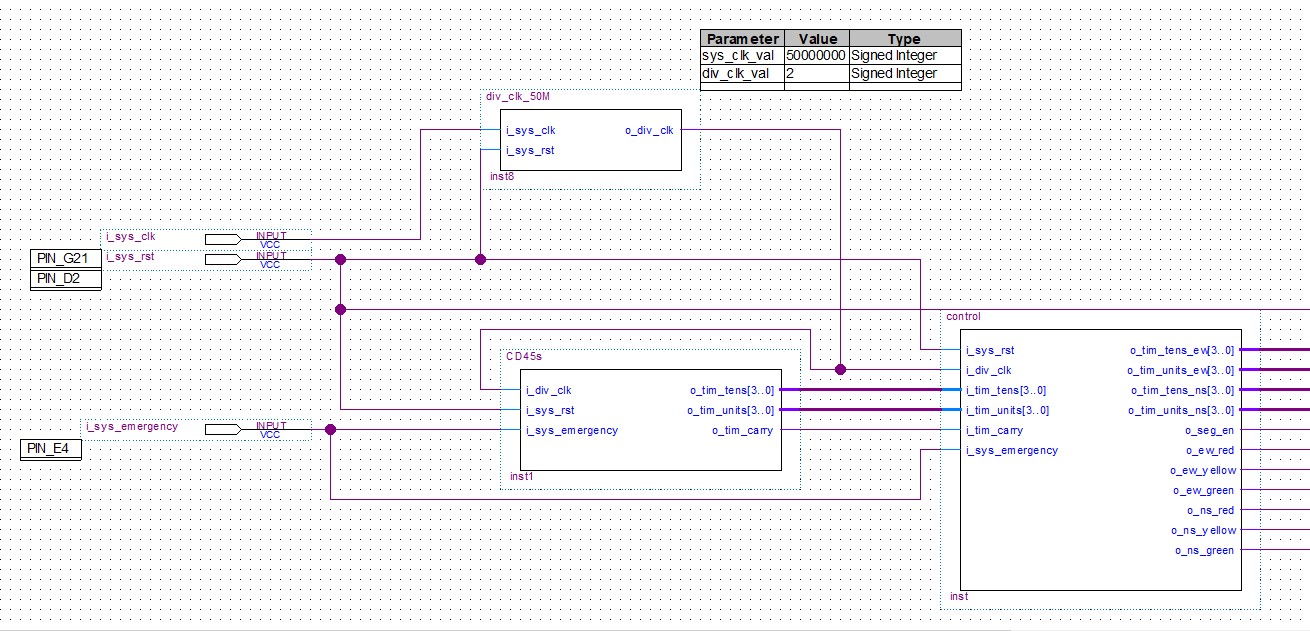 Parameter Value Type
sys_clk_val 50000000 Signed Integer
div_clk_val 2 Signed Integer
div_clk_50M
i_sys_clk o_div_clk
i_sys_rst
inst8
i_sys_clk INPUT
VCC
PIN_G21 i_sys_rst INPUT
VCC
PIN_D2
control
CD45s
i_div_clk o_tim_tens[3..0]
i_sys_rst o_tim_units[3..0]
i_sys_emergency o_tim_carry
inst1
i_sys_emergency INPUT
VCC
PIN_E4
i_sys_rst o_tim_tens_ew[3..0]
i_div_clk o_tim_units_ew[3..0]
i_tim_tens[3..0] o_tim_tens_ns[3..0]
i_tim_units[3..0] o_tim_units_ns[3..0]
i_tim_carry o_seg_en
i_sys_emergency o_ew_red
o_ew_yellow
o_ew_green
o_ns_red
o_ns_yellow
o_ns_green
inst